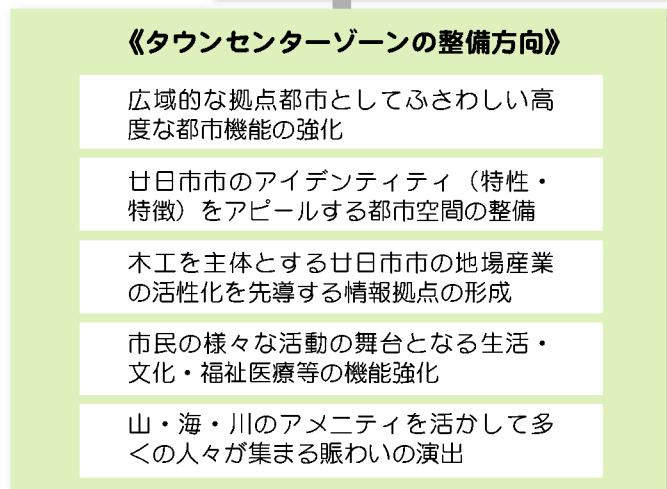 《タウンセンターゾーンの整備方向》
広域的な拠点都市としてふさわしい高
度な都市機能の強化
廿日市市のアイデンティティ（特性・
特徴）をアピールする都市空間の整備
木工を主体とする廿日市市の地場産業
の活性化を先導する情報拠点の形成
市民の様々な活動の舞台となる生活・
文化・福祉医療等の機能強化
山・海・川のアメニティを活かして多
くの人々が集まる賑わいの演出